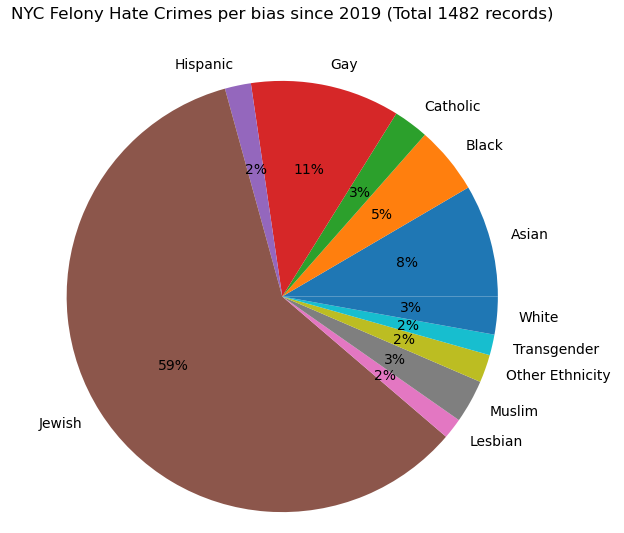 NYC Felony Hate Crimes per bias since 2019 (Total 1482 records)
Hispanic
Gay
Catholic
Black
Asian
White
Transgender
Other Ethnicity
Muslim
Lesbian
Jewish
2%
11%
3%
5%
8%
3%
2%
2%
3%
2%
59%